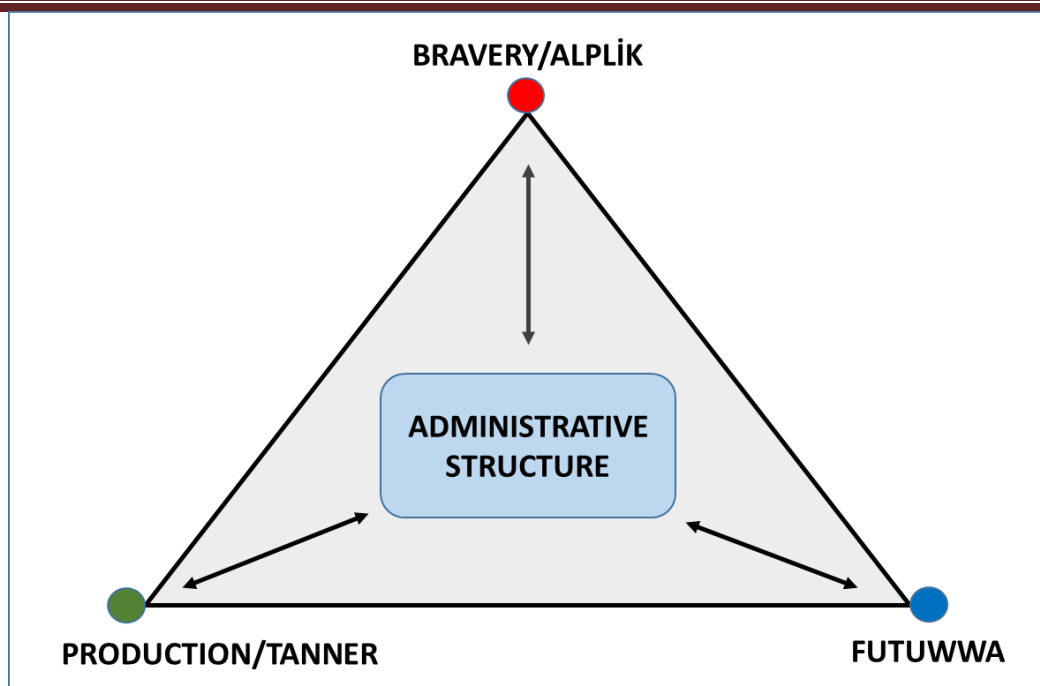 BRAVERY/ALPLİK
ADMINISTRATIVE
STRUCTURE
PRODUCTION/TANNER
FUTUWWA